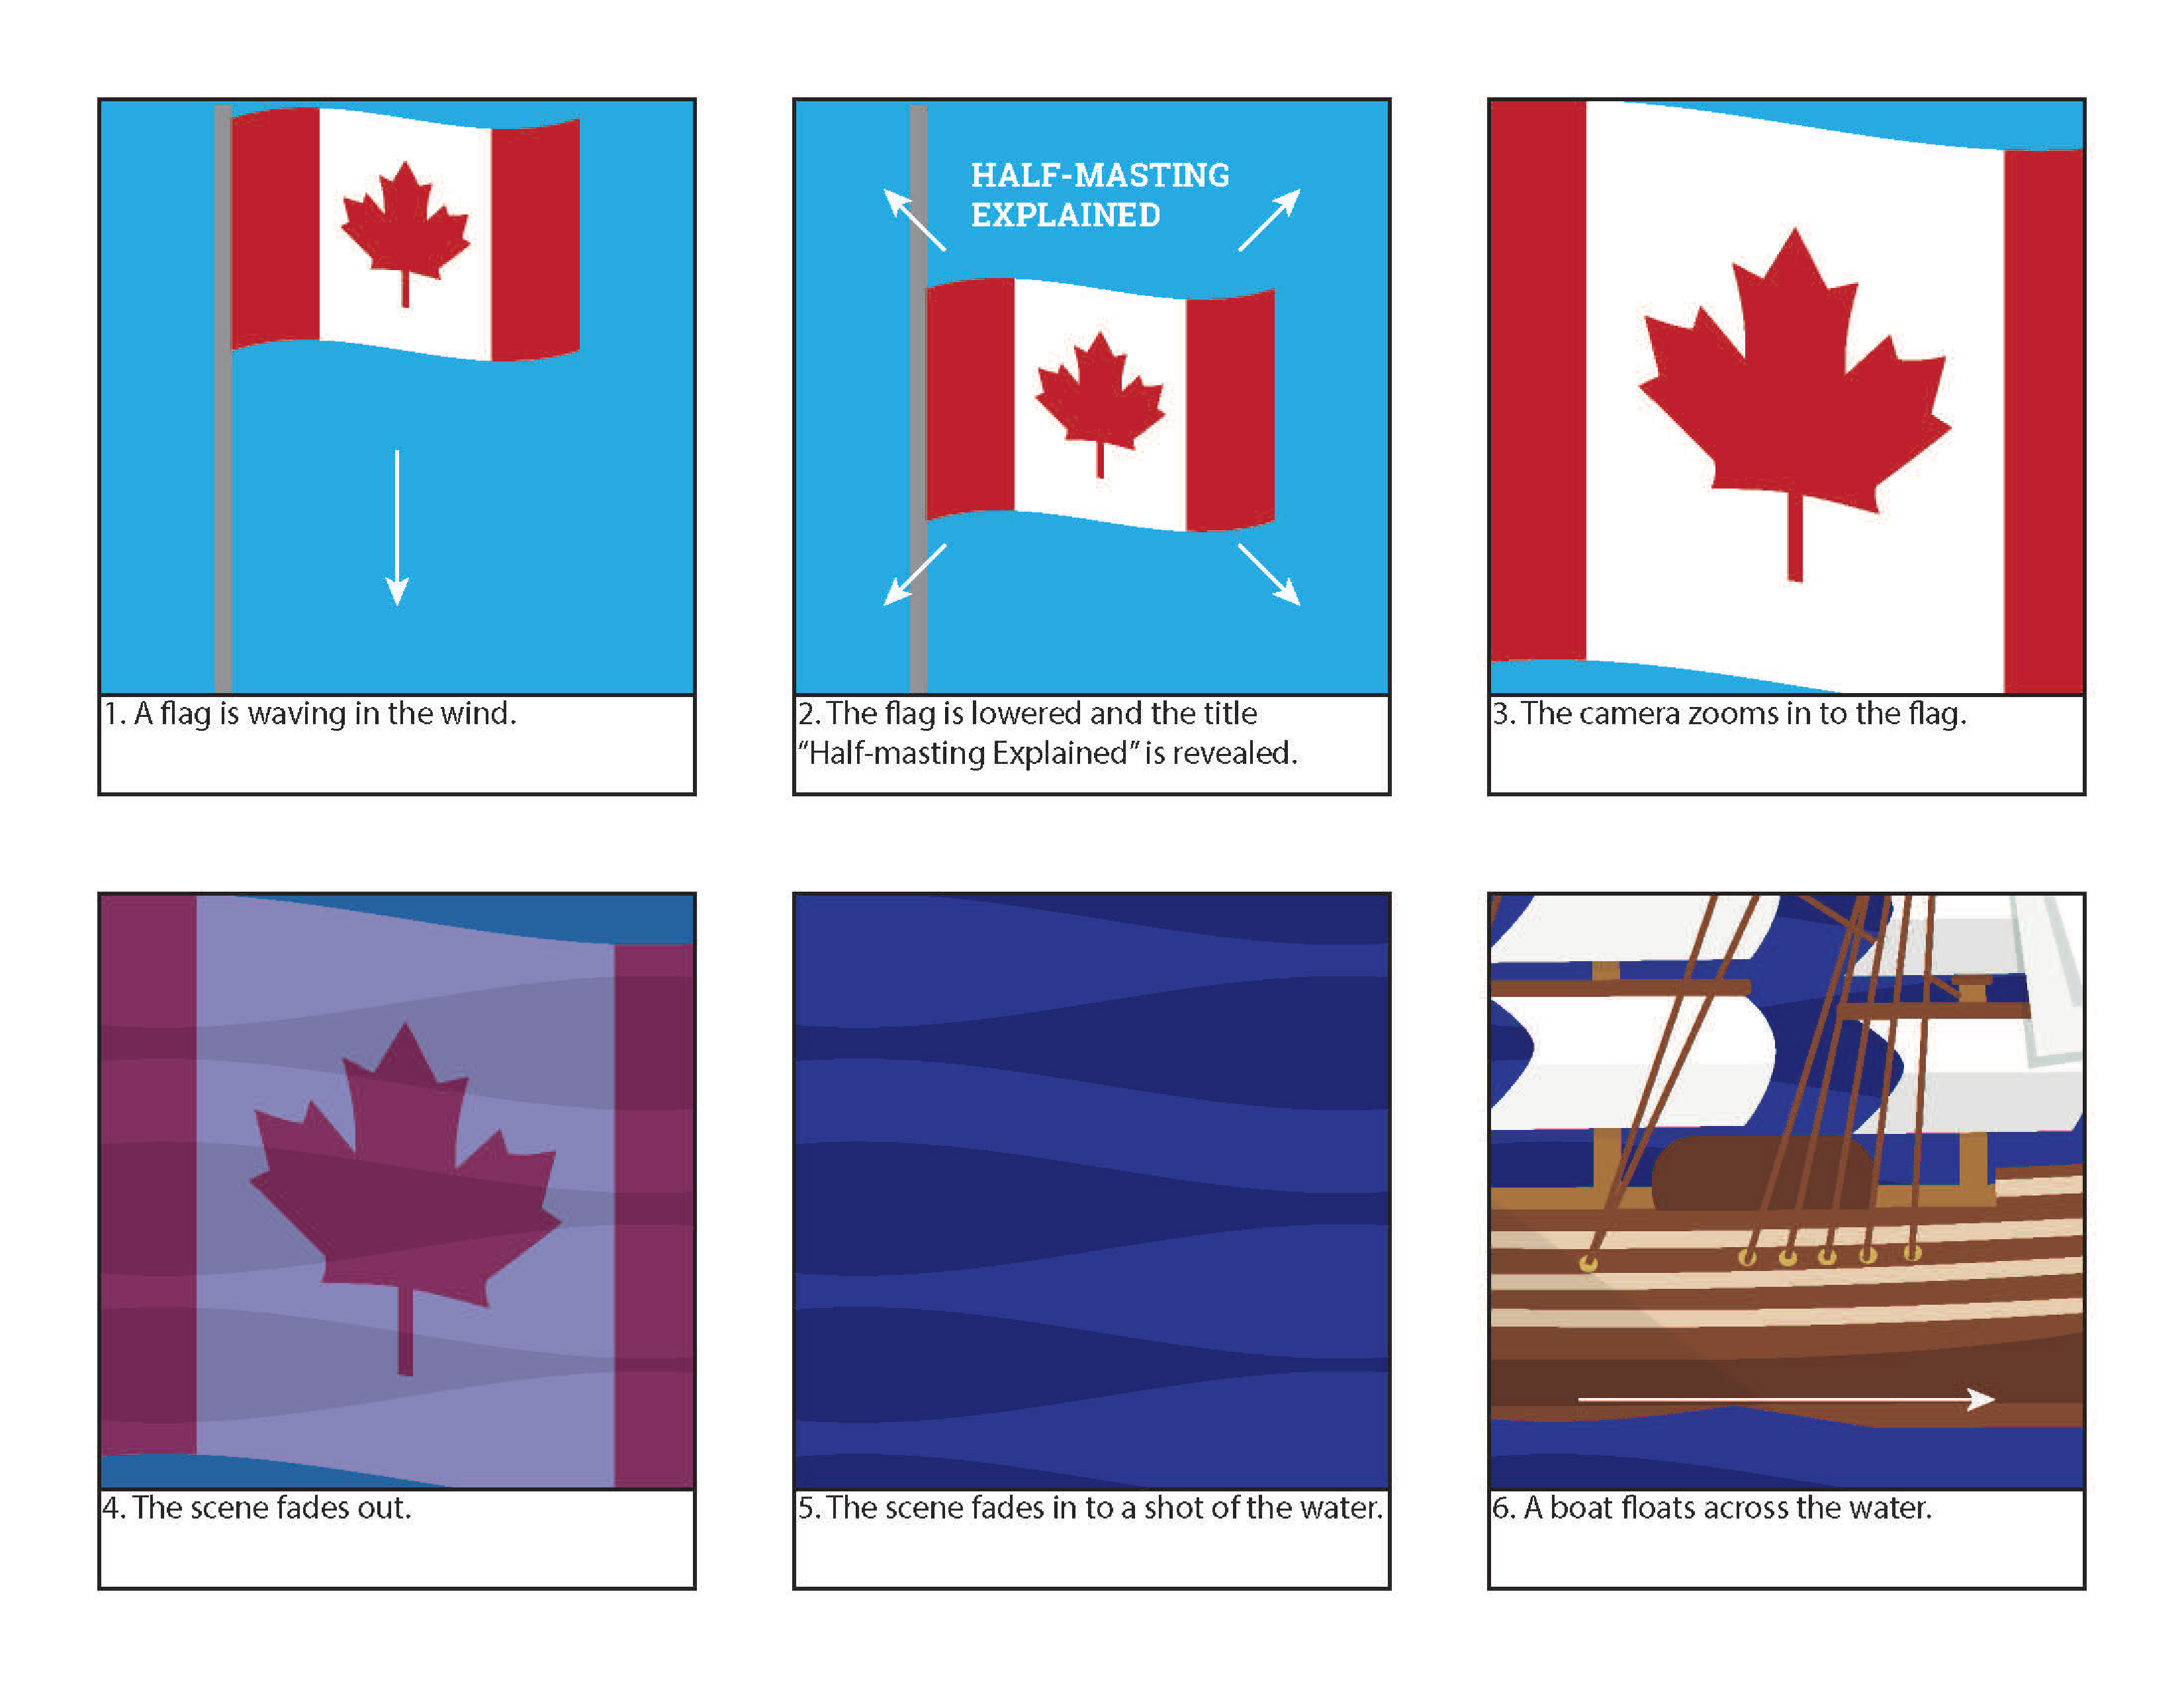 HALF-MASTING
EXPLAINED
1. A flag is waving in the wind.
2. The flag is lowered and the title
“Half-masting Explained” is revealed.
3. The camera zooms in to the flag.
4. The scene fades out.
5. The scene fades in to a shot of the water.
6. A boat floats across the water.